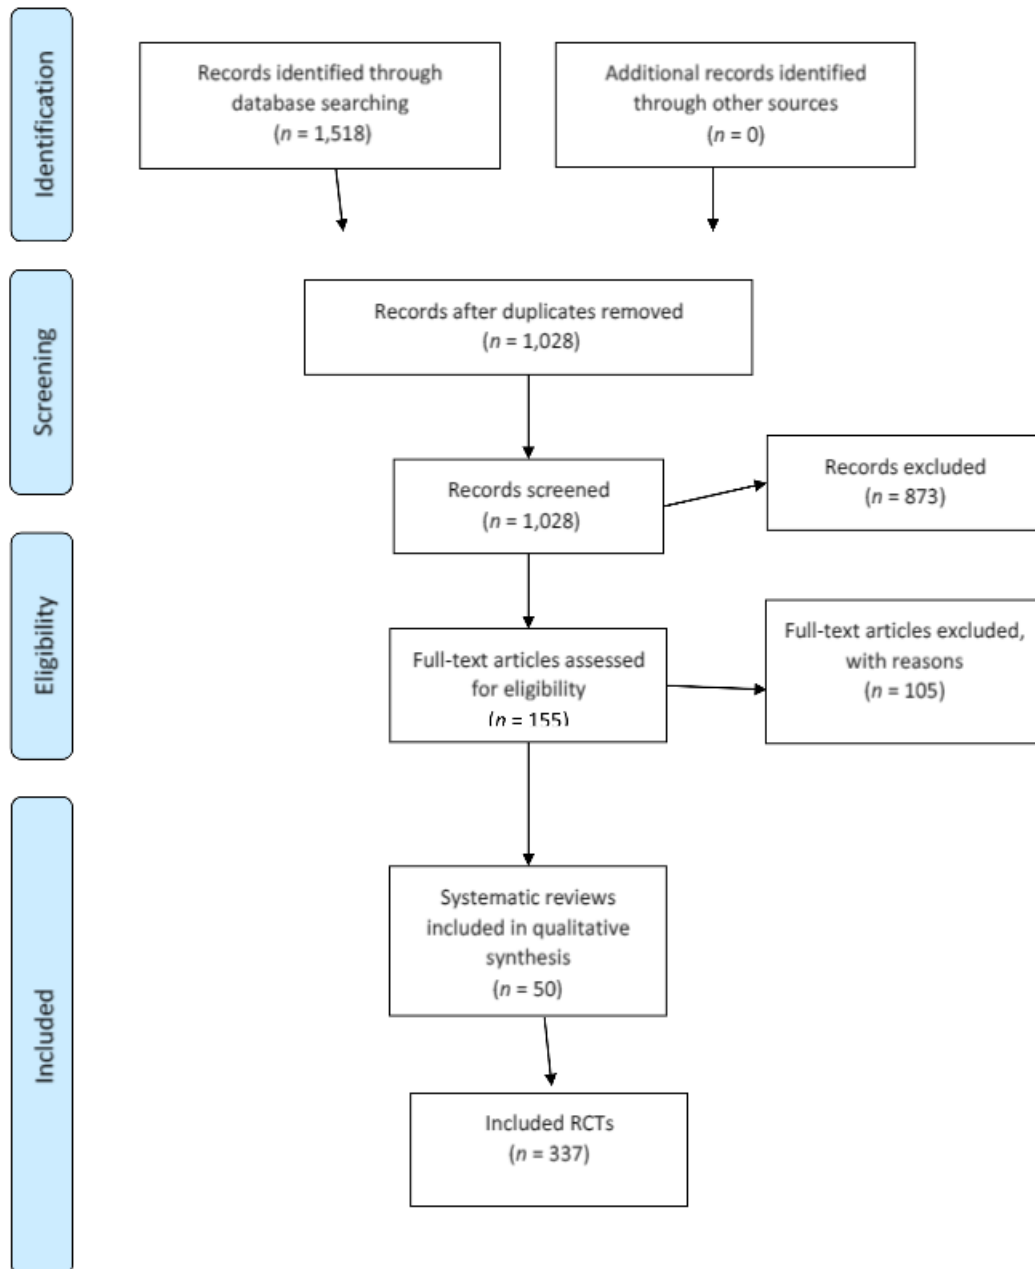 Identification
Records identified through
database searching
(n = 1,518)
Additional records identified
through other sources
(n = 0)
Screening
Records after duplicates removed
(n = 1,028)
Records screened
(n = 1,028)
Records excluded
(n = 873)
Eligibility
Full-text articles assessed
for eligibility
(n = 155)
Full-text articles excluded,
with reasons
(n = 105)
Included
Systematic reviews
included in qualitative
synthesis
(n = 50)
Included RCTs
(n = 337)